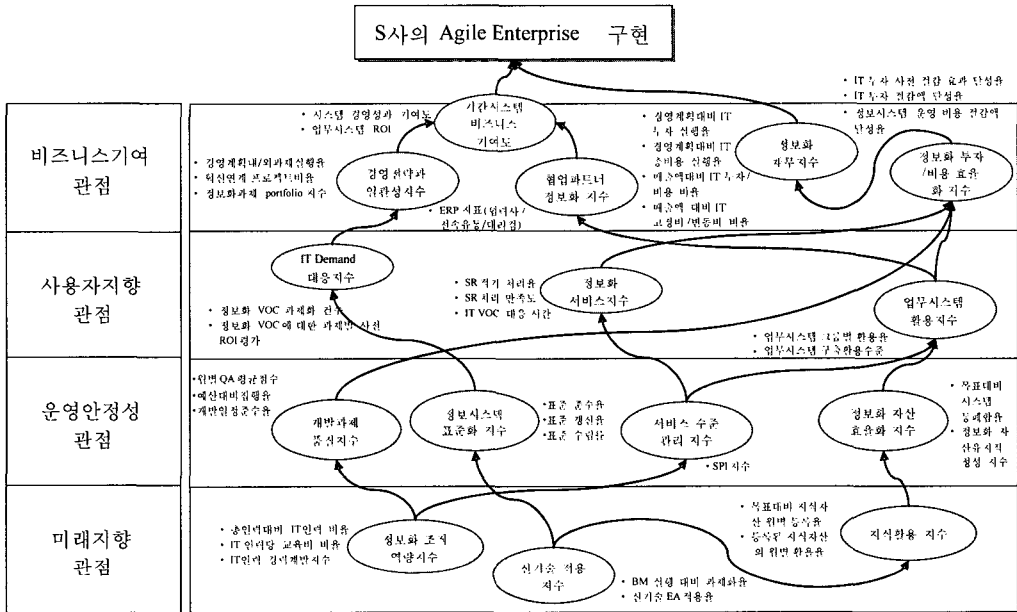 S사의 Agile Enterprise 구현
• IT 투자 사전 절감 효과 달성율
• IT 투자 절감액 달성율
• 정보시스템 운영 비용 절감액
달성율
비즈니스기여
관점
• 시스템 경영성과 기여도
• 업무시스템 ROI
기간시스템
비즈니스
기여도
• 경영계획대비 IT
투자 실행율
• 경영계획대비 IT
총비용 실행율
• 매출액대비 IT 투자/
비용 비율
• 매출액 대비 IT
고정비/변동비 비율
정보화
재무지수
정보화 투자
/비용 효율
화 지수
• 경영계획내/외과제실행율
• 혁신연계 프로젝트비율
• 정보화과제 portfolio 지수
경영전략과
일관성지수
협업파트너
정보화 지수
• ERP 지표(협력사/
전속유통/대리점)
사용자지향
관점
IT Demand
대응지수
• 정보화 VOC 과제화 건수
• 정보화 VOC에 대한 과제별 사전
ROI평가
• SR 적기 처리율
• SR처리 만족도
• IT VOC 대응 시간
정보화
서비스지수
업무시스템
활용지수
• 업무시스템 그룹별 활용율
• 업무시스템 구축활용수준
운영안정성
관점
•월별QA평균점수
•예산대비집행율
•개발일정준수율
개발과제
품질지수
정보시스템
표준화 지수
•표준 준수율
•표준 갱신율
•표준 수립률
서비스 수준
관리 지수
•SPI 지수
정보화 자산
효율화 지수
• 목표대비
시스템
통폐합율
• 정보화 자
산유지적
정성 지수
미래지향
관점
• 총인력대비 IT인력 비율
• IT 인력당 교육비 비율
• IT인력 경력개발지수
정보화 조직
역량지수
신기술 적용
지수
• BM 실행 대비 과제화율
• 신기술 EA적용율
• 목표대비 지식자
산 월별 등록율
• 등록된 지식자산
의 월별 활용율
지식활용 지수